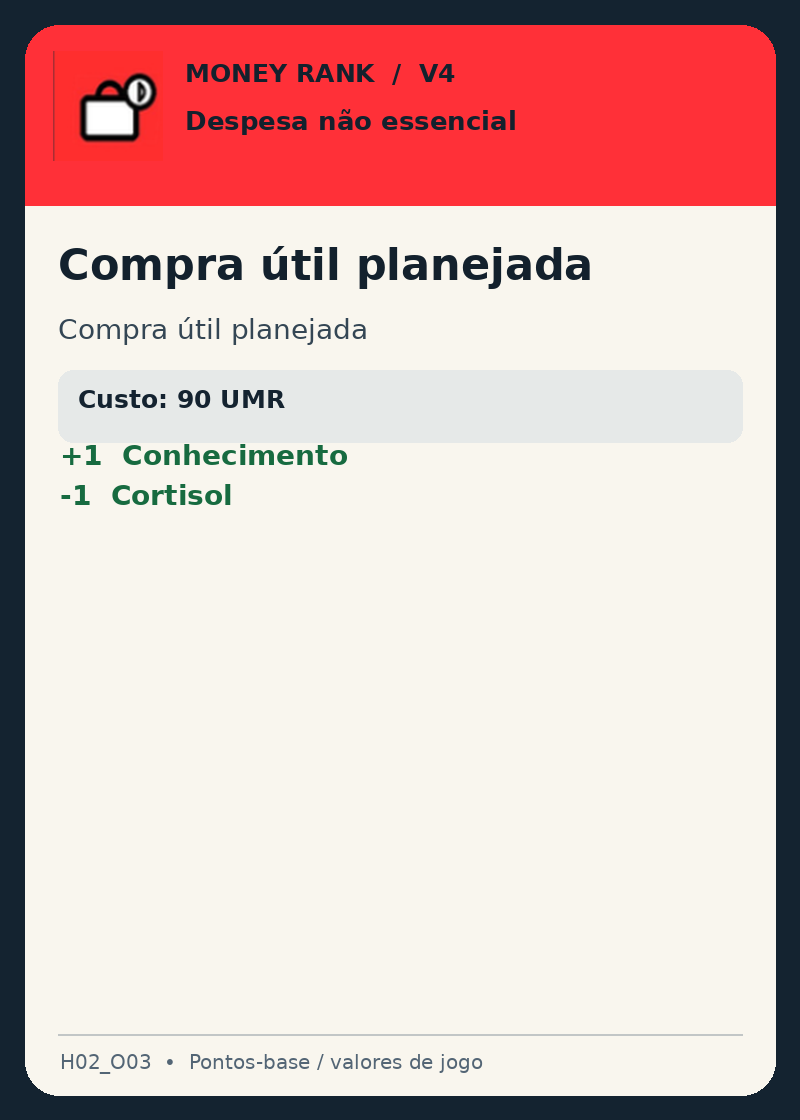 MONEY RANK / V4
Despesa não essencial
Compra útil planejada
Compra útil planejada
Custo: 90 UMR
+1 Conhecimento
-1 Cortisol
H02_O03 • Pontos-base / valores de jogo